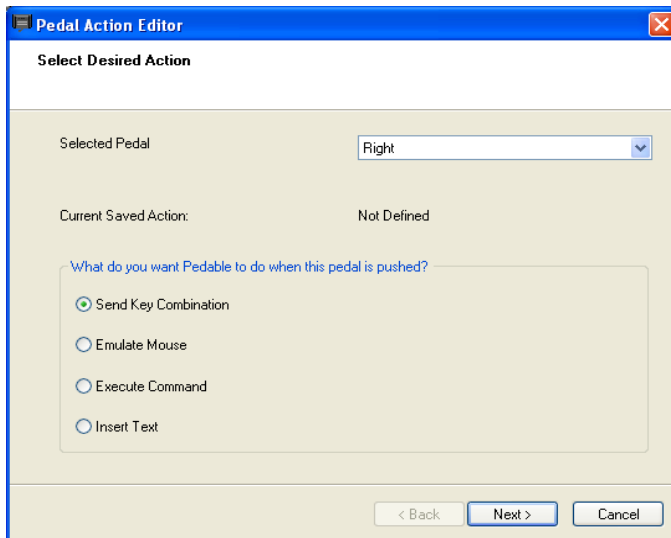 Pedal Action Editor
Select Desired Action
Selected Pedal
Right
Current Saved Action:
Not Defined
What do you want Pedable to do when this pedal is pushed?
Send Key Combination
Emulate Mouse
Execute Command
Insert Text
< Back
Next >
Cancel